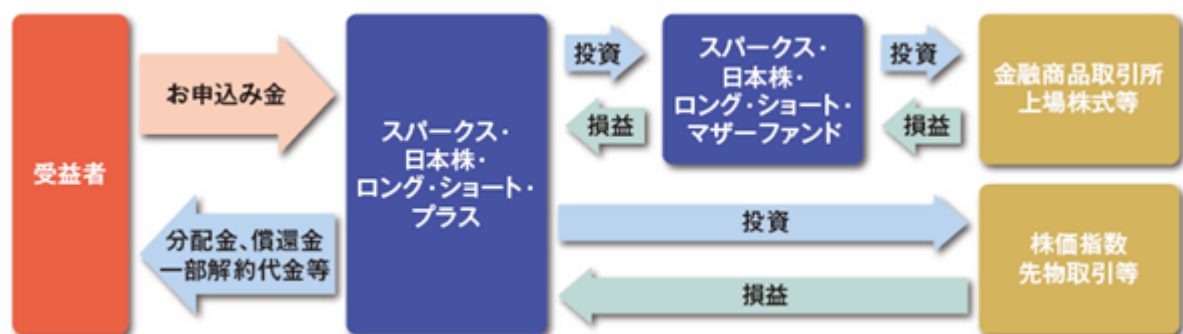 受益者
お申込み金
分配金、償還金
一部解約代金等
スパークス・
日本株・
ロング・ショート・
プラス
投資
損益
スパークス・
日本株・
ロング・ショート・
マザーファンド
投資
損益
金融商品取引所
上場株式等
投資
損益
株価指数
先物取引等